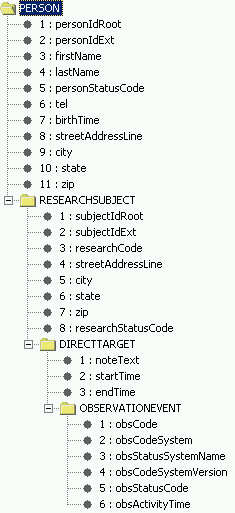 PERSON
1 : personIdRoot
2 : personIdExt
3 : firstName
4 : lastName
5 : personStatusCode
6 : tel
7 : birthTime
8 : streetAddressLine
9 : city
10 : state
11 : zip
RESEARCHSUBJECT
1 : subjectIdRoot
2 : subjectIdExt
3 : researchCode
4 : streetAddressLine
5 : city
6 : state
7 : zip
8 : researchStatusCode
DIRECTTARGET
1 : noteText
2 : startTime
3 : endTime
OBSERVATIONEVENT
1 : obsCode
2 : obsCodeSystem
3 : obsStatusSystemName
4 : obsCodeSystemVersion
5 : obsStatusCode
6 : obsActivityTime